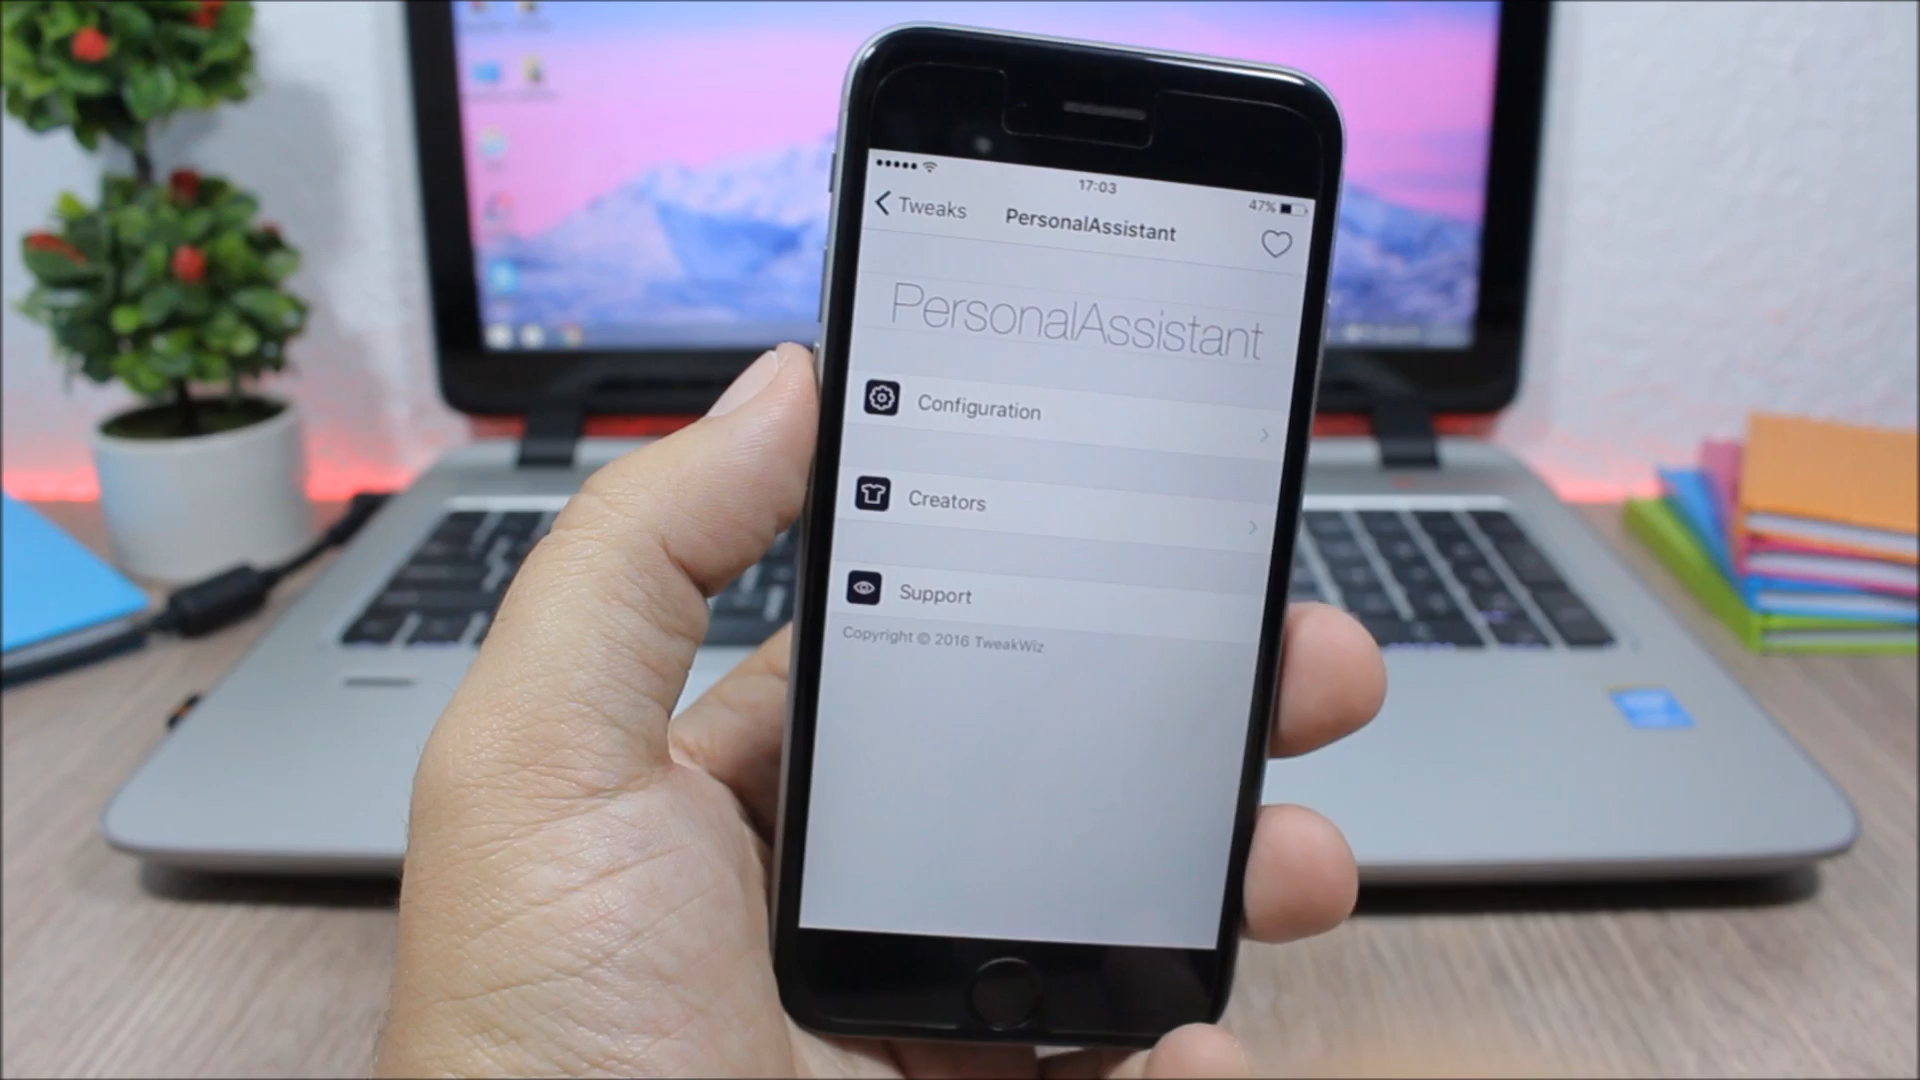 17:03
47%
Tweaks
PersonalAssistant
PersonalAssistant
Configuration
Creators
Support
Copyright © 2016 TweakWiz